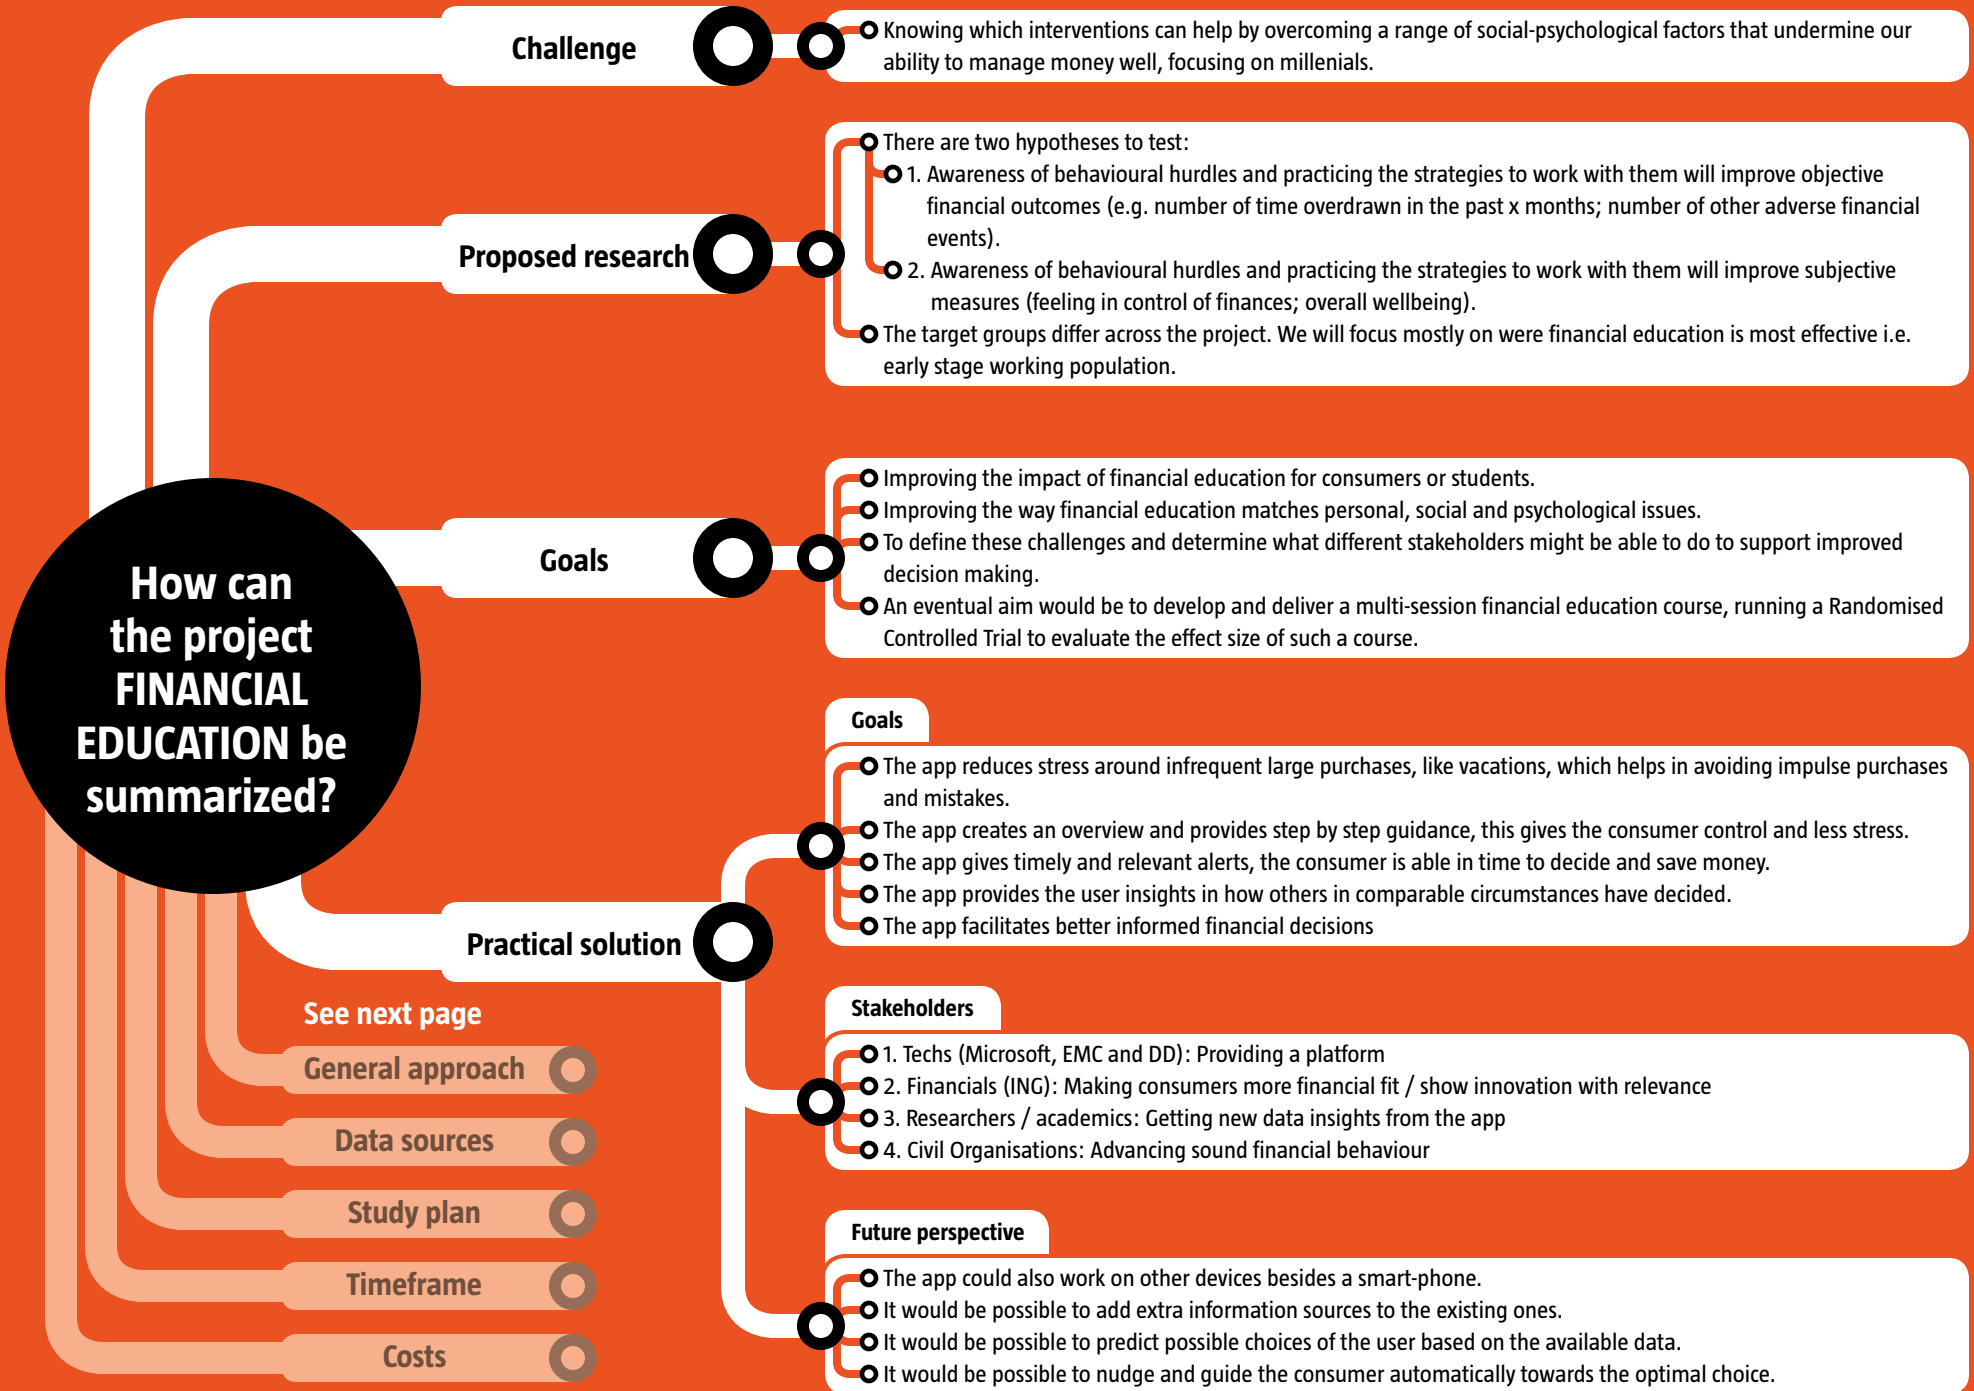 How can
the project
FINANCIAL
EDUCATION be
summarized?
Challenge
Knowing which interventions can help by overcoming a range of social-psychological factors that undermine our
ability to manage money well, focusing on millenials.
Proposed research
There are two hypotheses to test:
1. Awareness of behavioural hurdles and practicing the strategies to work with them will improve objective
financial outcomes (e.g. number of time overdrawn in the past x months; number of other adverse financial
events).
2. Awareness of behavioural hurdles and practicing the strategies to work with them will improve subjective
measures (feeling in control of finances; overall wellbeing).
The target groups differ across the project. We will focus mostly on were financial education is most effective i.e.
early stage working population.
Goals
Improving the impact of financial education for consumers or students.
Improving the way financial education matches personal, social and psychological issues.
To define these challenges and determine what different stakeholders might be able to do to support improved
decision making.
An eventual aim would be to develop and deliver a multi-session financial education course, running a Randomised
Controlled Trial to evaluate the effect size of such a course.
Practical solution
Goals
The app reduces stress around infrequent large purchases, like vacations, which helps in avoiding impulse purchases
and mistakes.
The app creates an overview and provides step by step guidance, this gives the consumer control and less stress.
The app gives timely and relevant alerts, the consumer is able in time to decide and save money.
The app provides the user insights in how others in comparable circumstances have decided.
The app facilitates better informed financial decisions
Stakeholders
1. Techs (Microsoft, EMC and DD): Providing a platform
2. Financials (ING): Making consumers more financial fit / show innovation with relevance
3. Researchers / academics: Getting new data insights from the app
4. Civil Organisations: Advancing sound financial behaviour
Future perspective
The app could also work on other devices besides a smart-phone.
It would be possible to add extra information sources to the existing ones.
It would be possible to predict possible choices of the user based on the available data.
It would be possible to nudge and guide the consumer automatically towards the optimal choice.
See next page
General approach
Data sources
Study plan
Timeframe
Costs